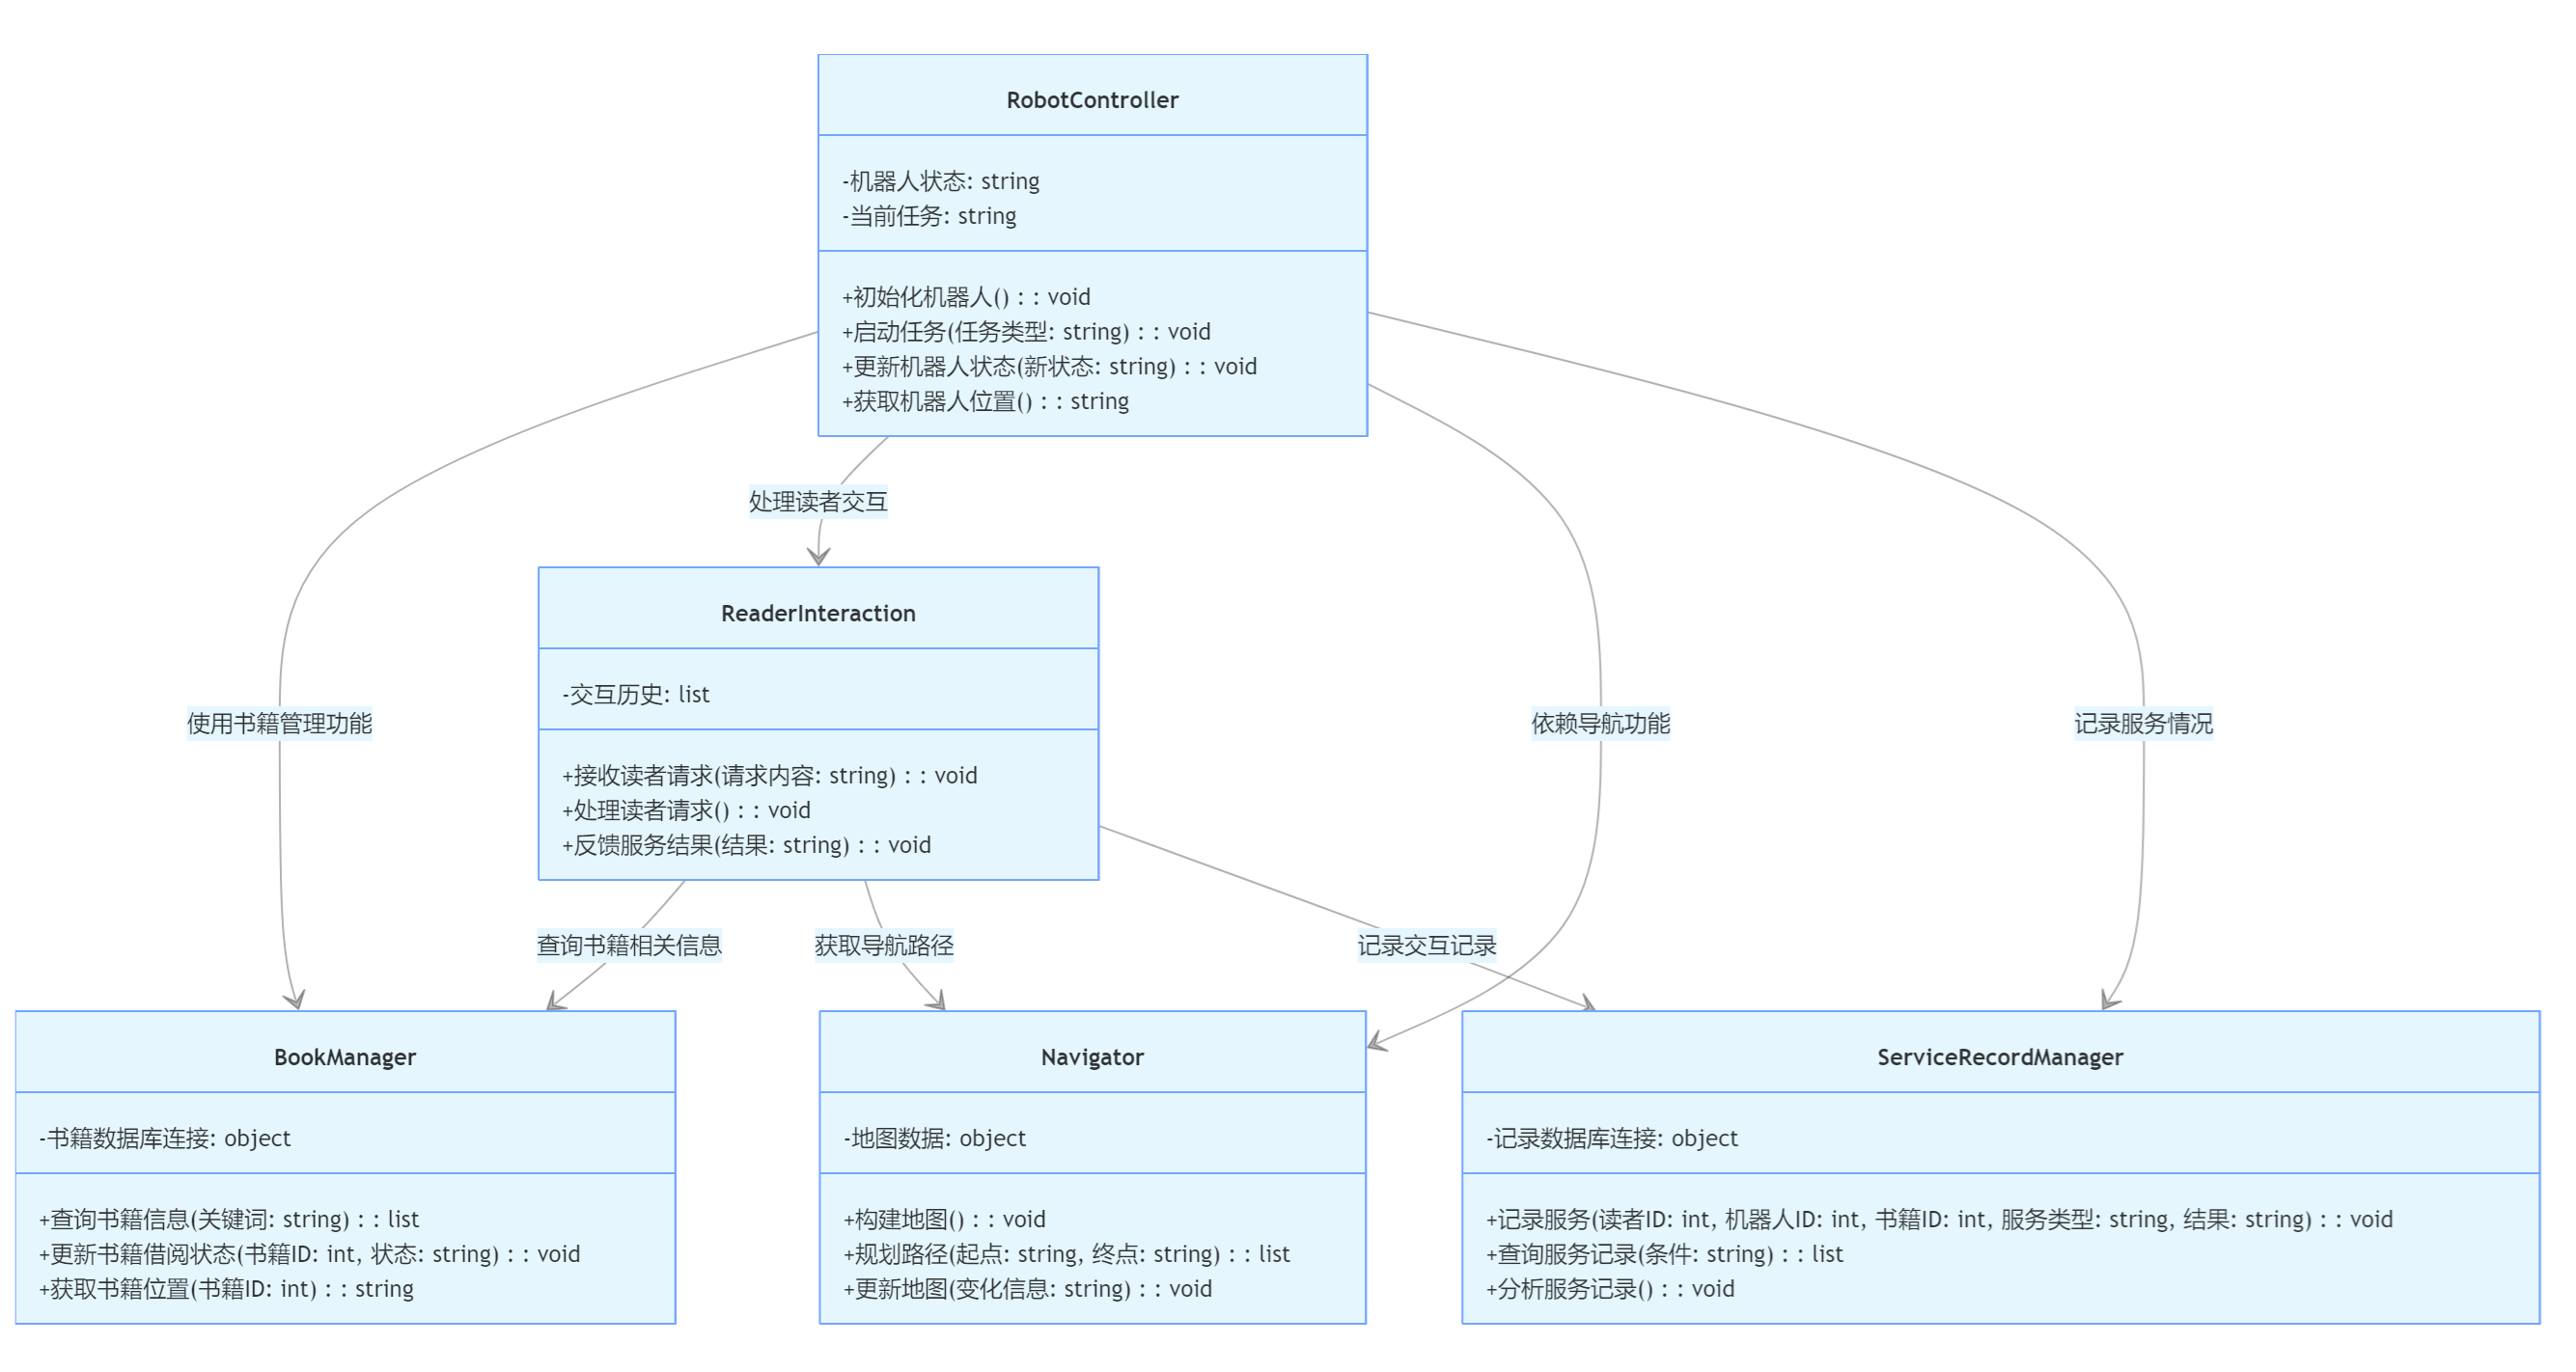 RobotController
-机器人状态: string
-当前任务: string
+初始化机器人() : : void
+启动任务(任务类型: string) : : void
+更新机器人状态(新状态: string) : : void
+获取机器人位置() : : string
处理读者交互
ReaderInteraction
-交互历史: list
+接收读者请求(请求内容: string) : : void
+处理读者请求() : : void
+反馈服务结果(结果: string) : : void
使用书籍管理功能
依赖导航功能
记录服务情况
查询书籍相关信息
获取导航路径
记录交互记录
BookManager
-书籍数据库连接: object
+查询书籍信息(关键词: string) : : list
+更新书籍借阅状态(书籍ID: int, 状态: string) : : void
+获取书籍位置(书籍ID: int) : : string
Navigator
-地图数据: object
+构建地图() : : void
+规划路径(起点: string, 终点: string) : : list
+更新地图(变化信息: string) : : void
ServiceRecordManager
-记录数据库连接: object
+记录服务(读者ID: int, 机器人ID: int, 书籍ID: int, 服务类型: string, 结果: string) : : void
+查询服务记录(条件: string) : : list
+分析服务记录() : : void